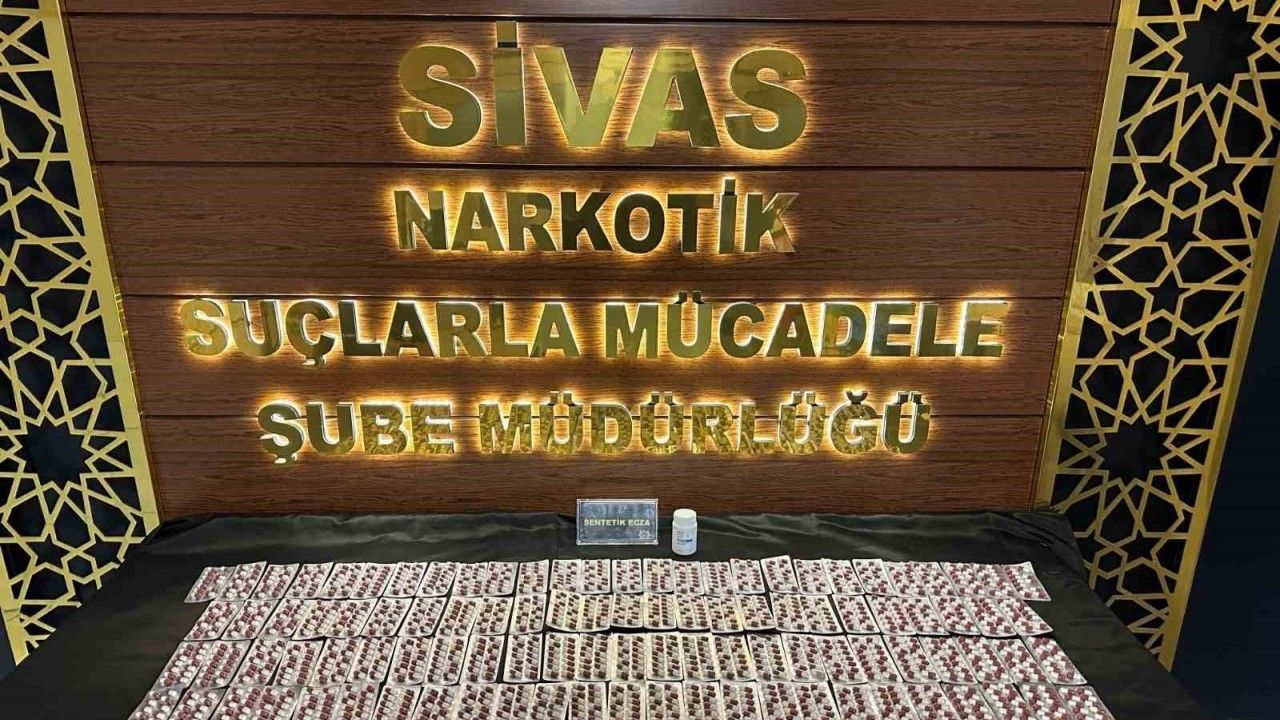 SİVAS
NARKOTİK
SUÇLARLA MÜCADELE
ŞUBE MÜDÜRLÜĞÜ
SENTETİK ECZA